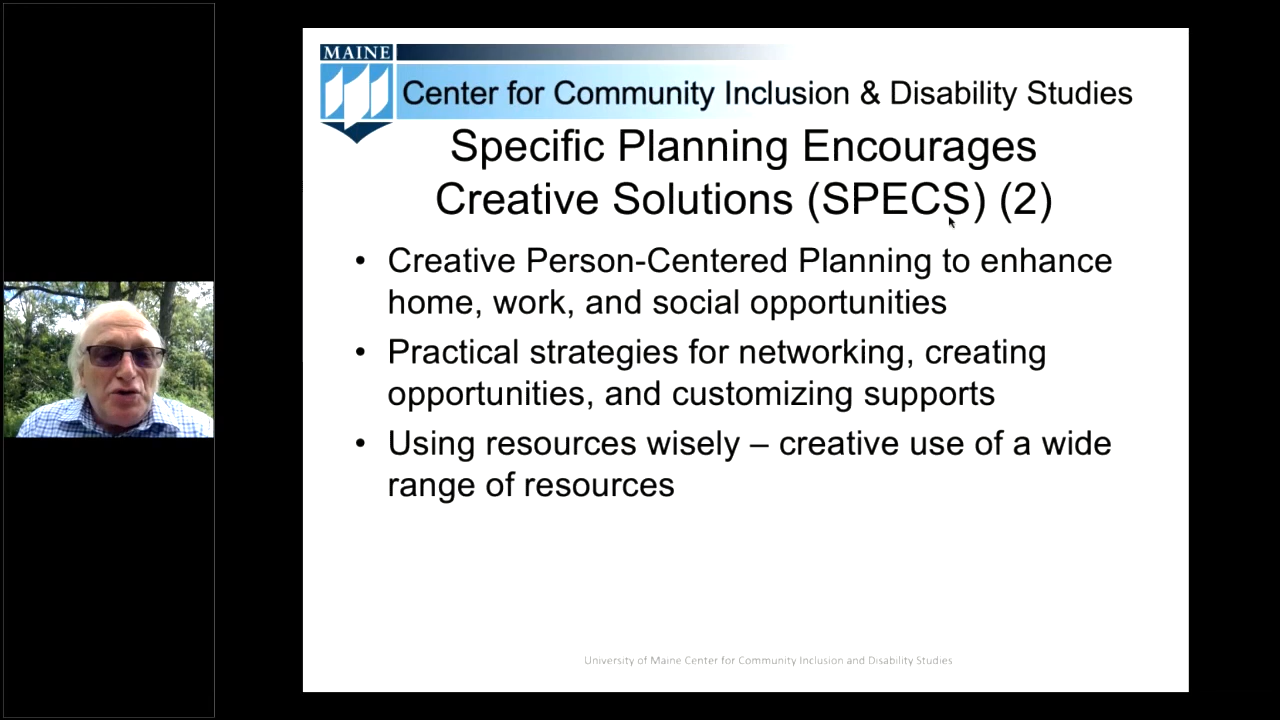 MAINE
Center for Community Inclusion & Disability Studies
Specific Planning Encourages
Creative Solutions (SPECS) (2)
• Creative Person-Centered Planning to enhance
home, work, and social opportunities
• Practical strategies for networking, creating
opportunities, and customizing supports
• Using resources wisely – creative use of a wide
range of resources
University of Maine Center for Community Inclusion and Disability Studies